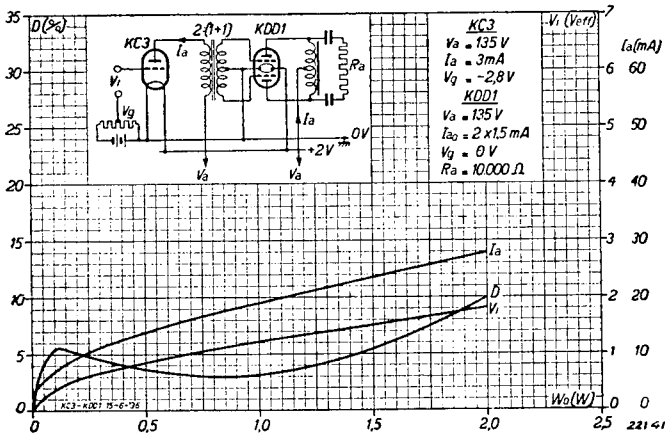 35 D(%)
30
25
20
15
10
5
0
KC3
Ia
2:(1+1)
KDD1
Ra
Vi
Vg
Ia
0V
+2V
Va
Va
KC3
Va = 135 V
Ia = 3mA
Vg = -2,8V
KDD1
Va = 135V
Iao = 2 x 1,5 mA
Vg = 0 V
Ra = 10.000 Ω
7 Vi (Veff)
Ia(mA)
6 60
5 50
4 40
3 30
2 20
1 10
0 0
Ia
D
Vi
KC3-KDD1 15-6-'36
Wo(W)
0 0,5 1,0 1,5 2,0 2,5
22141